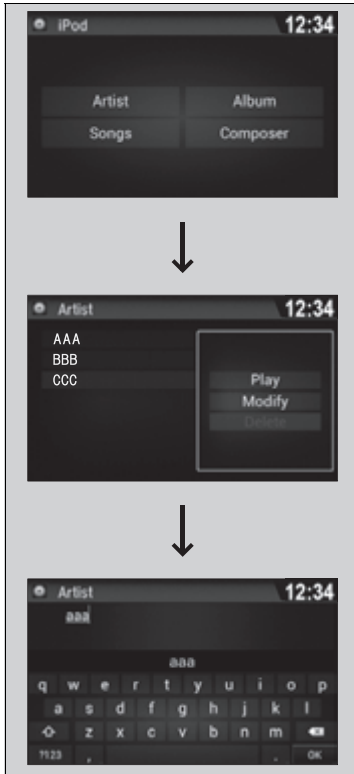 iPod 12:34
Artist Album
Songs Composer
Artist 12:34
AAA
BBB
CCC
Play
Modify
Delete
Artist 12:34
aaa
aaa
q w e r t y u i o p
a s d f g h j k l
z x c v b n m
?123 , . OK